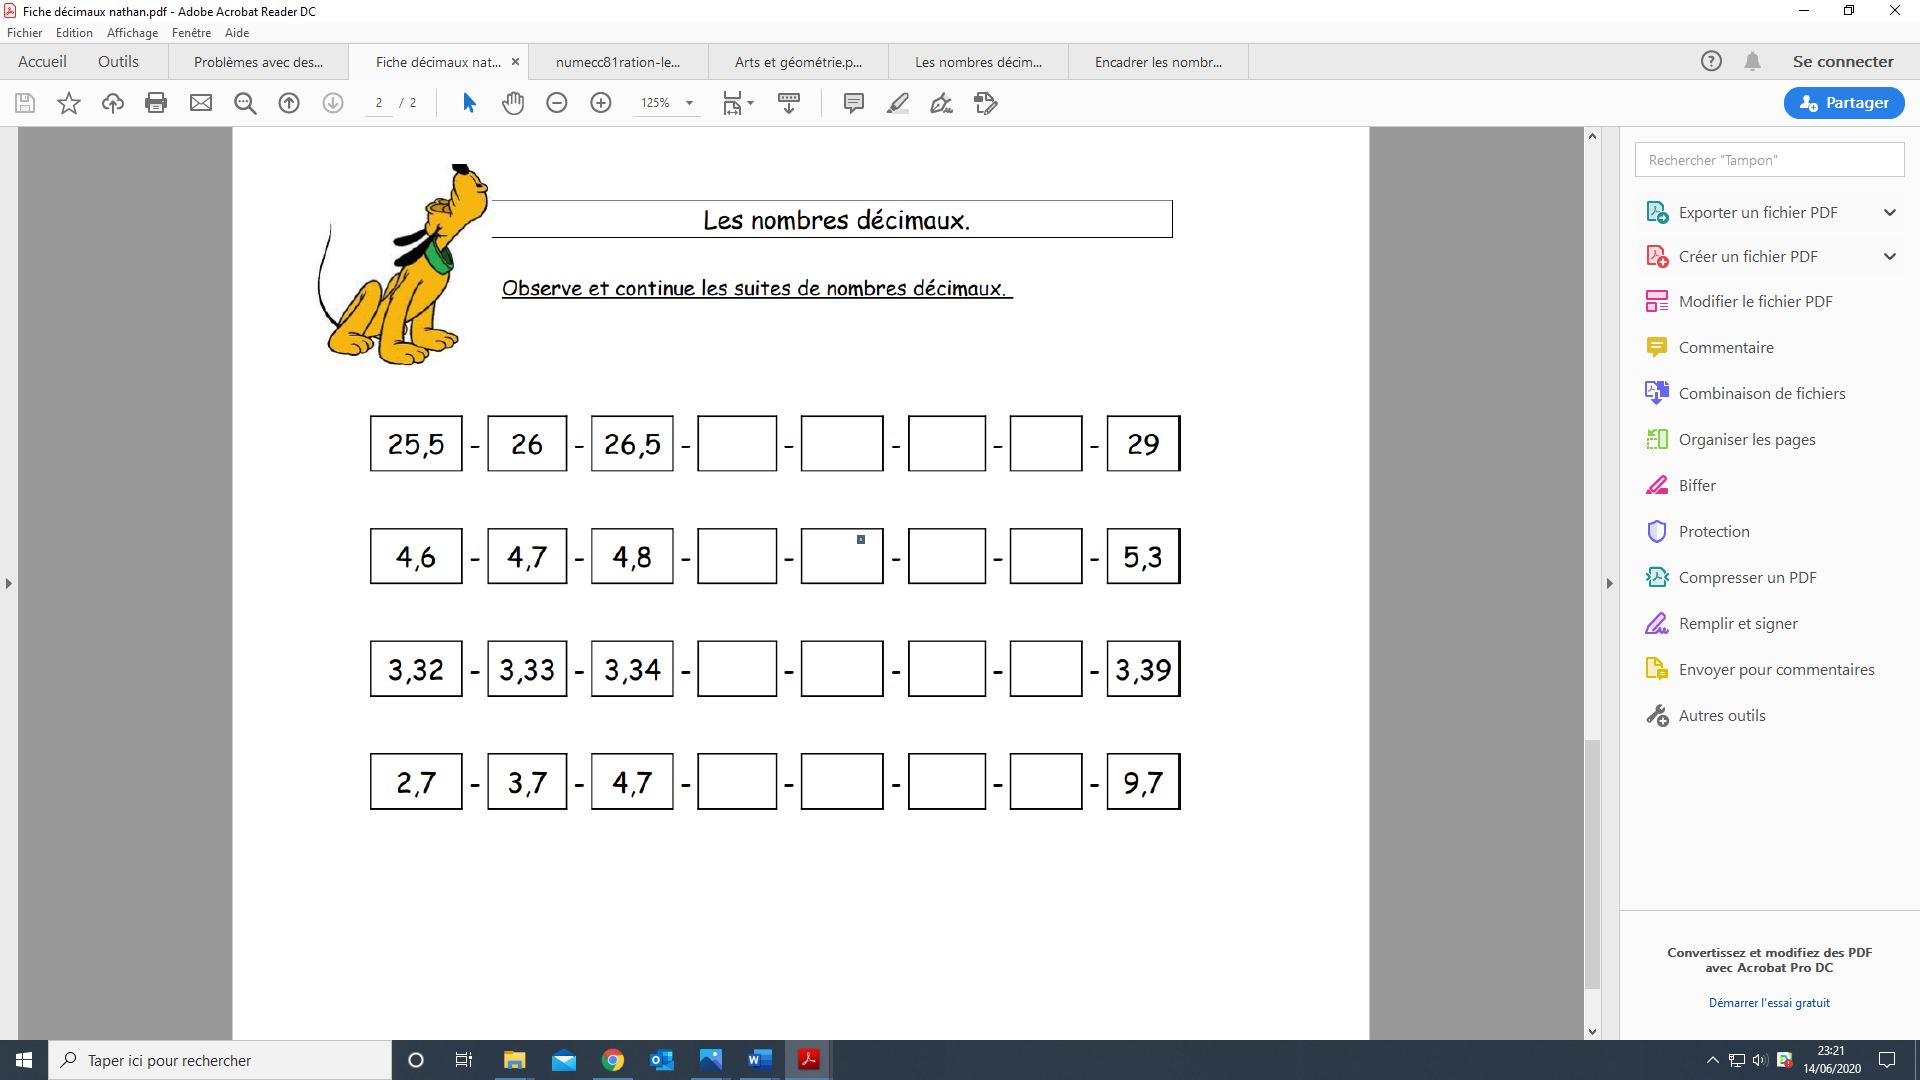 Fiche décimaux nathan.pdf - Adobe Acrobat Reader DC
Fichier Edition Affichage Fenêtre Aide
Accueil Outils Problèmes avec des... Fiche décimaux nat... × numecc81ration-le... Arts et géométrie.p... Les nombres décim... Encadrer les nombr... Se connecter
2 / 2 125% Partager
Les nombres décimaux.
Observe et continue les suites de nombres décimaux.
25,5 - 26 - 26,5 - - - - - 29
4,6 - 4,7 - 4,8 - - - - - 5,3
3,32 - 3,33 - 3,34 - - - - - 3,39
2,7 - 3,7 - 4,7 - - - - - 9,7
Rechercher "Tampon"
Exporter un fichier PDF
Créer un fichier PDF
Modifier le fichier PDF
Commentaire
Combinaison de fichiers
Organiser les pages
Biffer
Protection
Compresser un PDF
Remplir et signer
Envoyer pour commentaires
Autres outils
Convertissez et modifiez des PDF
avec Acrobat Pro DC
Démarrer l'essai gratuit
Taper ici pour rechercher
23:21
14/06/2020